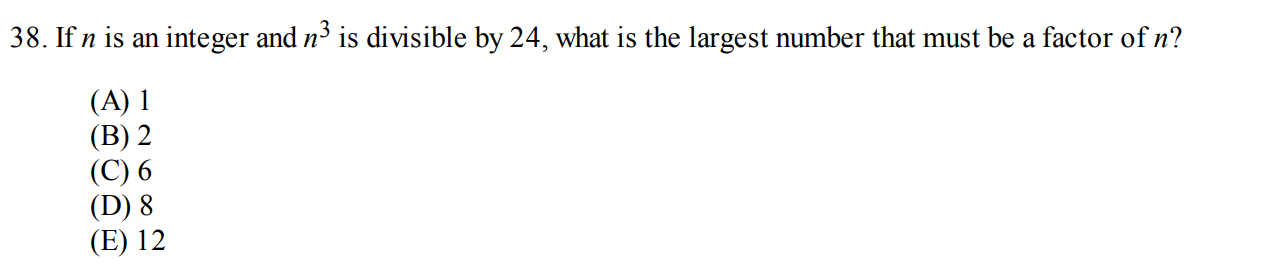 38. If n is an integer and n³ is divisible by 24, what is the largest number that must be a factor of n?
(A) 1
(B) 2
(C) 6
(D) 8
(E) 12